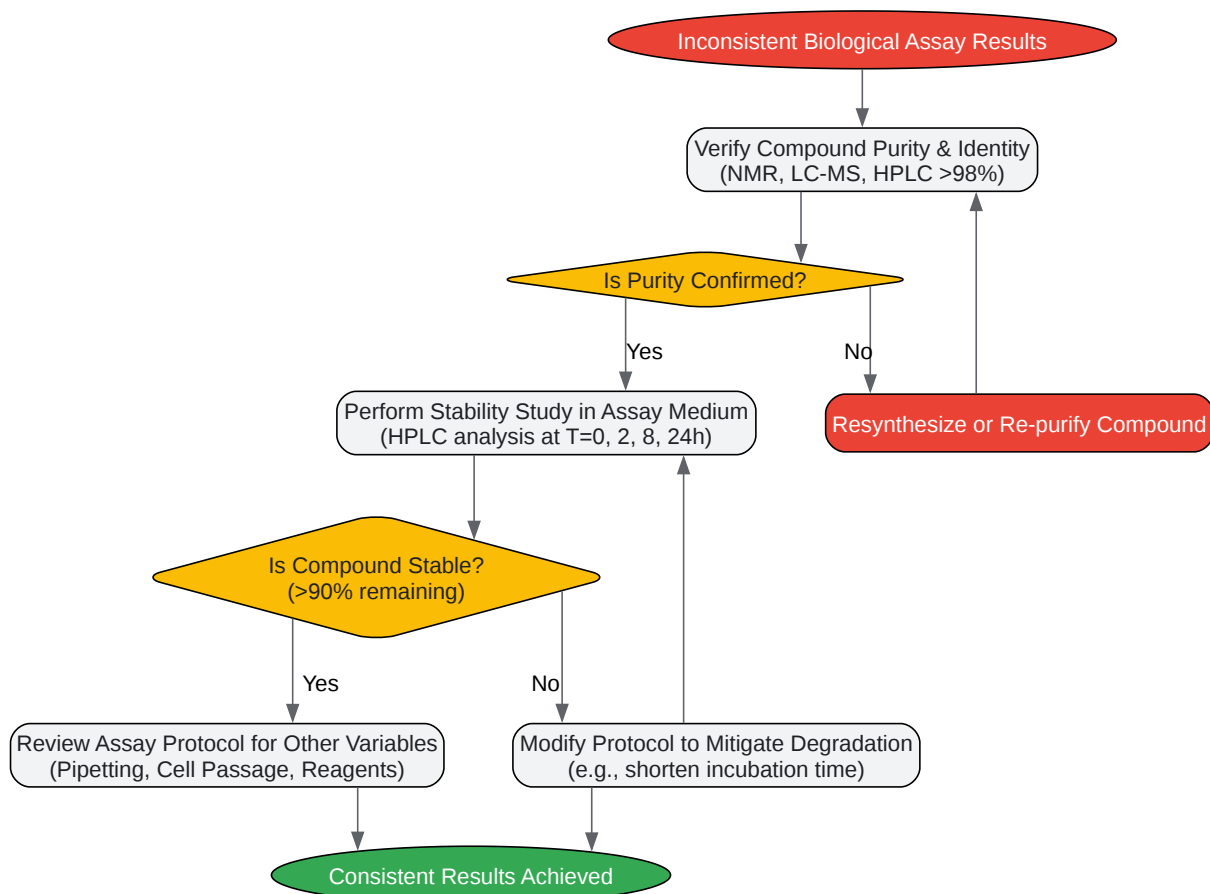 Inconsistent Biological Assay Results
Verify Compound Purity & Identity
(NMR, LC-MS, HPLC >98%)
Is Purity Confirmed?
Yes
No
Perform Stability Study in Assay Medium
(HPLC analysis at T=0, 2, 8, 24h)
Resynthesize or Re-purify Compound
Is Compound Stable?
(>90% remaining)
Yes
No
Review Assay Protocol for Other Variables
(Pipetting, Cell Passage, Reagents)
Modify Protocol to Mitigate Degradation
(e.g., shorten incubation time)
Consistent Results Achieved